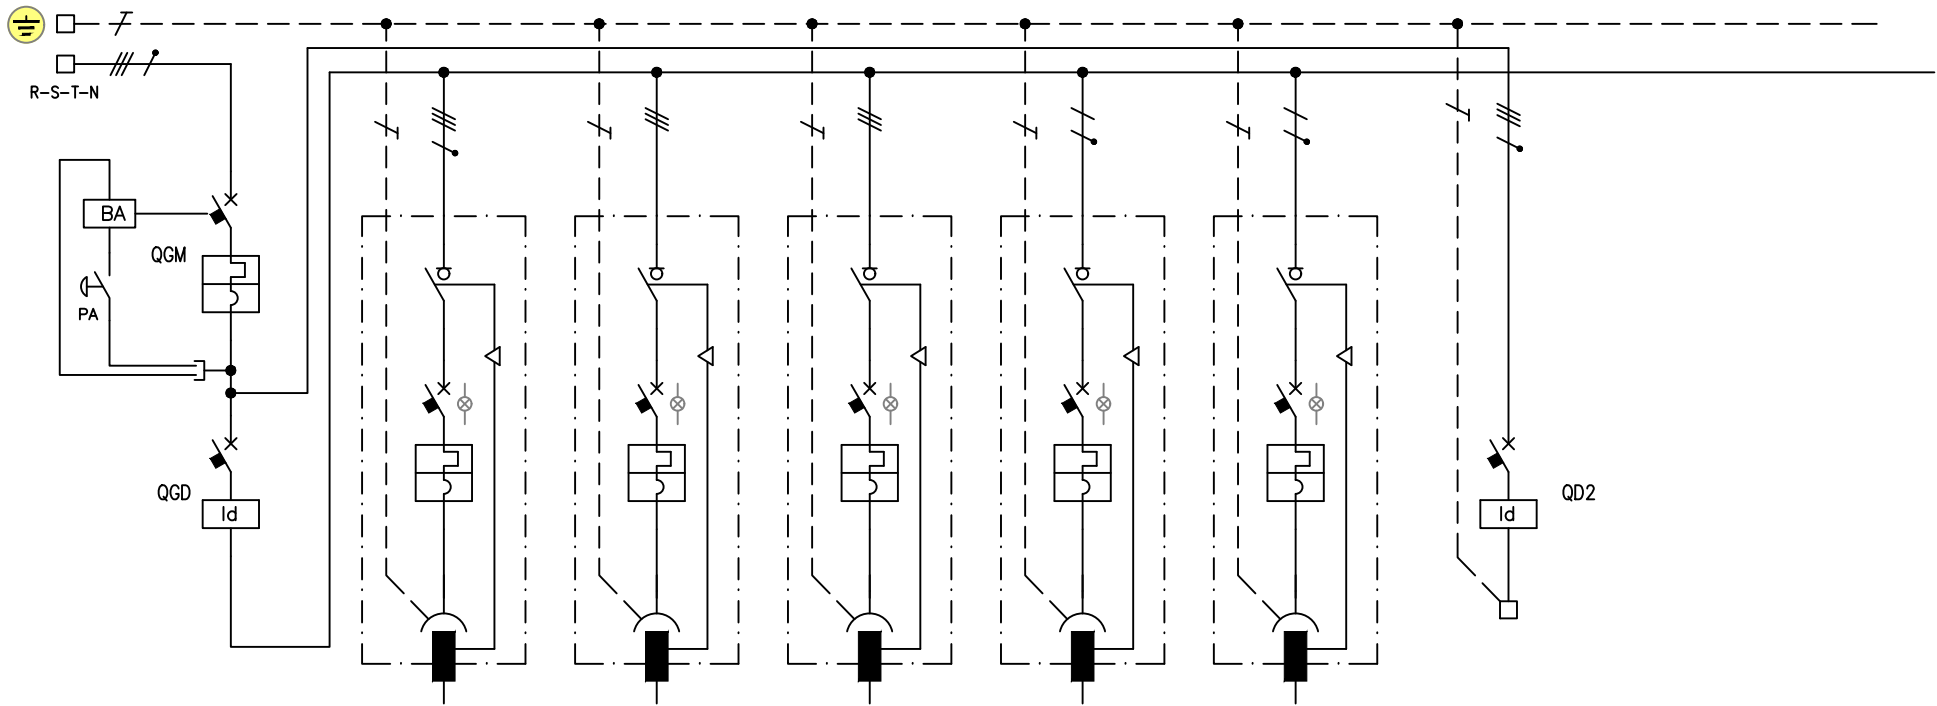 R-S-T-N
BA
QGM
PA
QGD
Id
Id
QD2